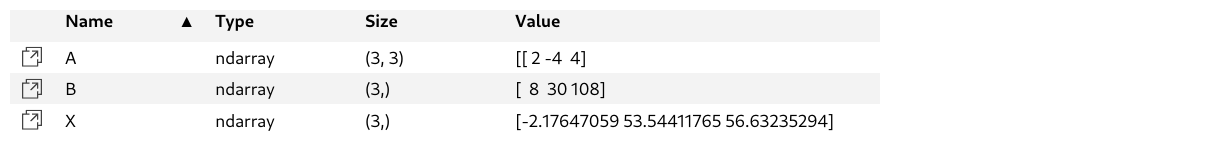 Name ▲ Type Size Value
A ndarray (3, 3) [[ 2 -4  4]
B ndarray (3,) [  8  30 108]
X ndarray (3,) [-2.17647059 53.54411765 56.63235294]